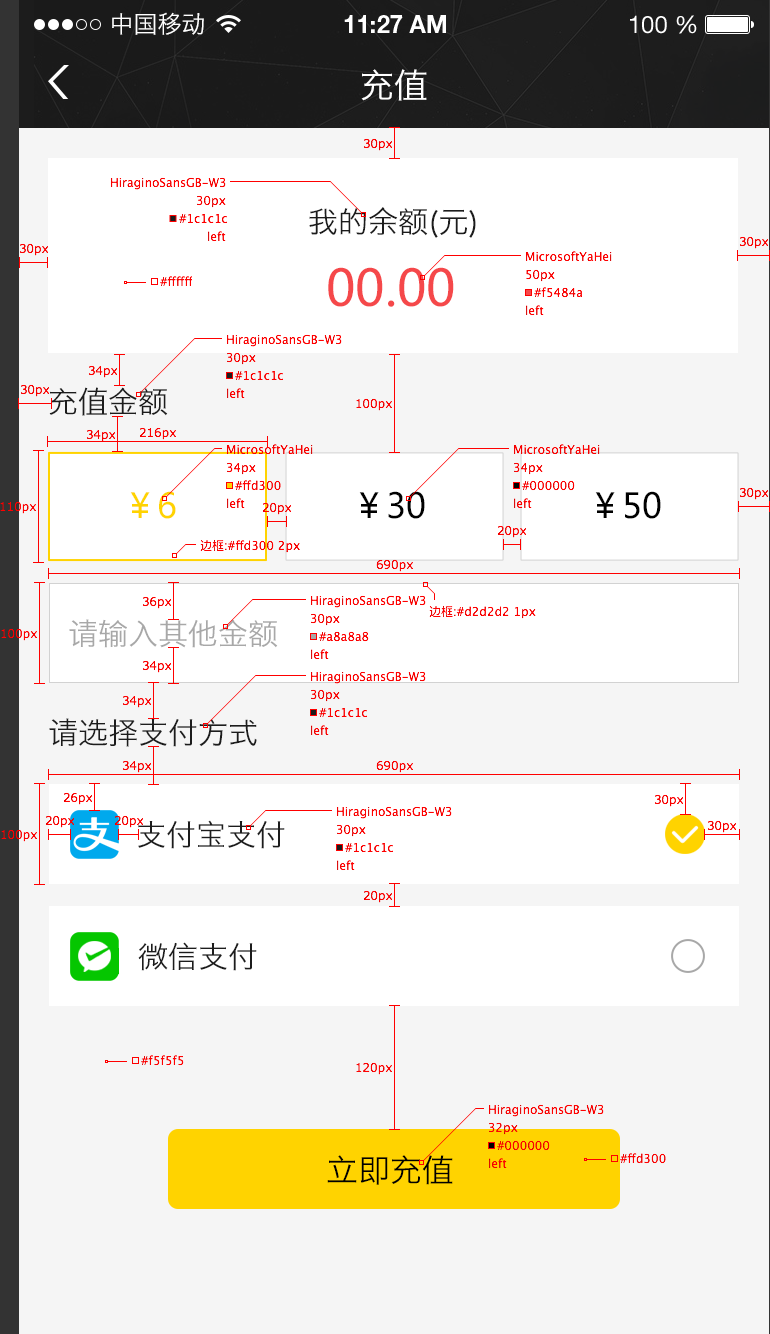 中国移动 11:27 AM 100 %
充值
30px
HiraginoSansGB-W3
30px
#1c1c1c
left
我的余额(元)
30px
30px
#ffffff
00.00
MicrosoftYaHei
50px
#f5484a
left
34px
HiraginoSansGB-W3
30px
#1c1c1c
left
30px
充值金额
100px
34px
216px
MicrosoftYaHei
34px
#ffd300
left
MicrosoftYaHei
34px
#000000
left
110px
¥ 6
20px
¥ 30
20px
¥ 50
30px
边框:#ffd300 2px
690px
36px
HiraginoSansGB-W3
30px
#a8a8a8
left
边框:#d2d2d2 1px
100px
请输入其他金额
34px
34px
HiraginoSansGB-W3
30px
#1c1c1c
left
请选择支付方式
34px
690px
26px
20px
20px
100px
支
支付宝支付
HiraginoSansGB-W3
30px
#1c1c1c
left
30px
30px
20px
微信支付
#f5f5f5
120px
HiraginoSansGB-W3
32px
#000000
left
立即充值
#ffd300